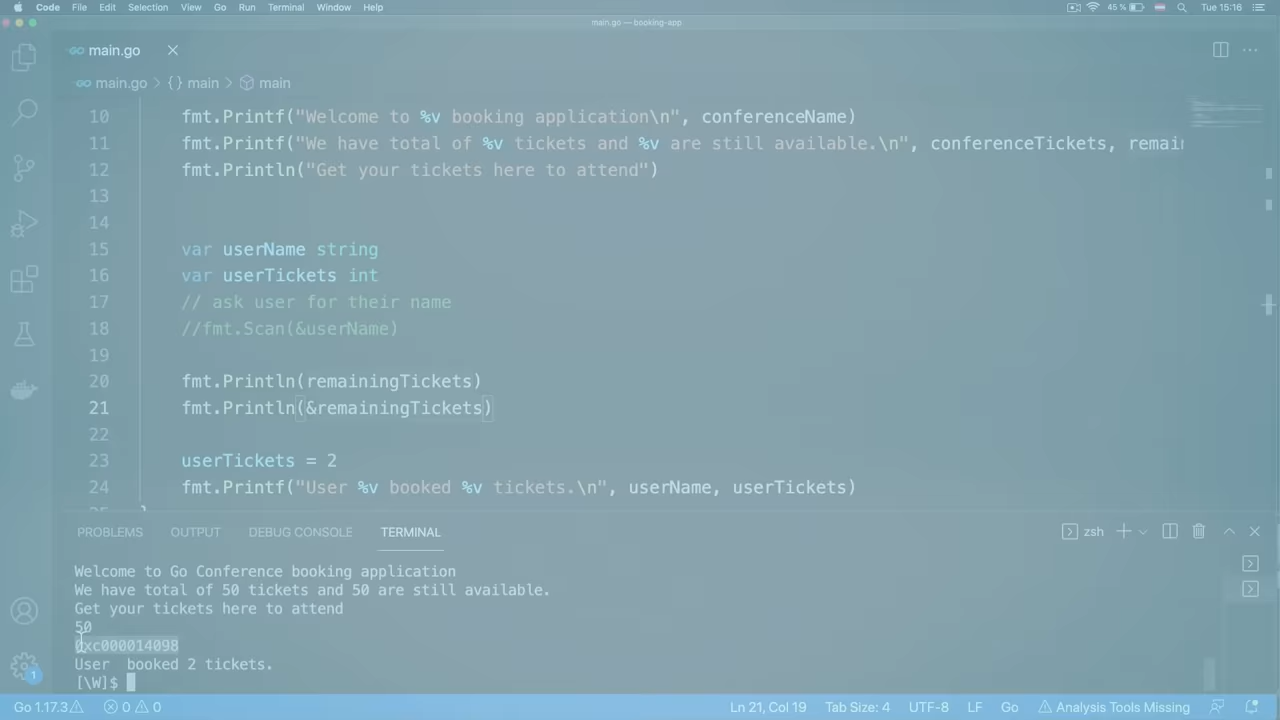 Code File Edit Selection View Go Run Terminal Window Help 45 % Tue 15:16
main.go — booking-app
main.go
main.go > {} main > main
10 fmt.Printf("Welcome to %v booking application\n", conferenceName)
11 fmt.Printf("We have total of %v tickets and %v are still available.\n", conferenceTickets, remain
12 fmt.Println("Get your tickets here to attend")
13
14
15 var userName string
16 var userTickets int
17 // ask user for their name
18 //fmt.Scan(&userName)
19
20 fmt.Println(remainingTickets)
21 fmt.Println(&remainingTickets)
22
23 userTickets = 2
24 fmt.Printf("User %v booked %v tickets.\n", userName, userTickets)
}
PROBLEMS OUTPUT DEBUG CONSOLE TERMINAL zsh
Welcome to Go Conference booking application
We have total of 50 tickets and 50 are still available.
Get your tickets here to attend
50
0xc000014098
User  booked 2 tickets.
[\W]$
1
Go 1.17.3 0 0 Ln 21, Col 19 Tab Size: 4 UTF-8 LF Go Analysis Tools Missing